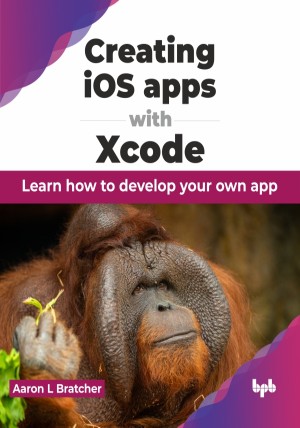 Creating
iOS apps
with
Xcode
Learn how to develop your own app
Aaron L Bratcher
bpb